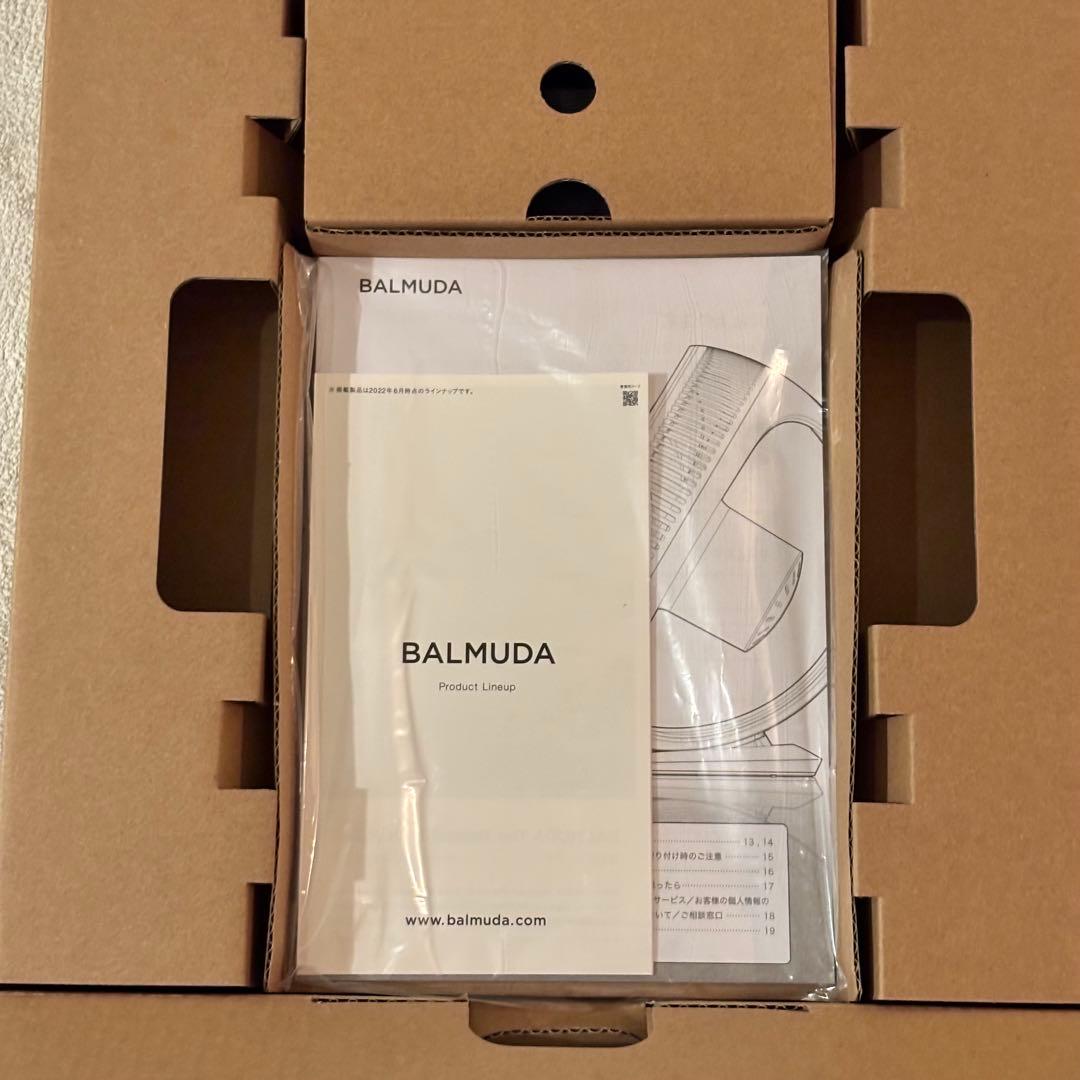 BALMUDA
※掲載製品は2022年6月時点のラインナップです。
BALMUDA
Product Lineup
www.balmuda.com
13, 14
り付け時のご注意 15
16
ったら 17
サービス／お客様の個人情報の
いて／ご相談窓口 18
19